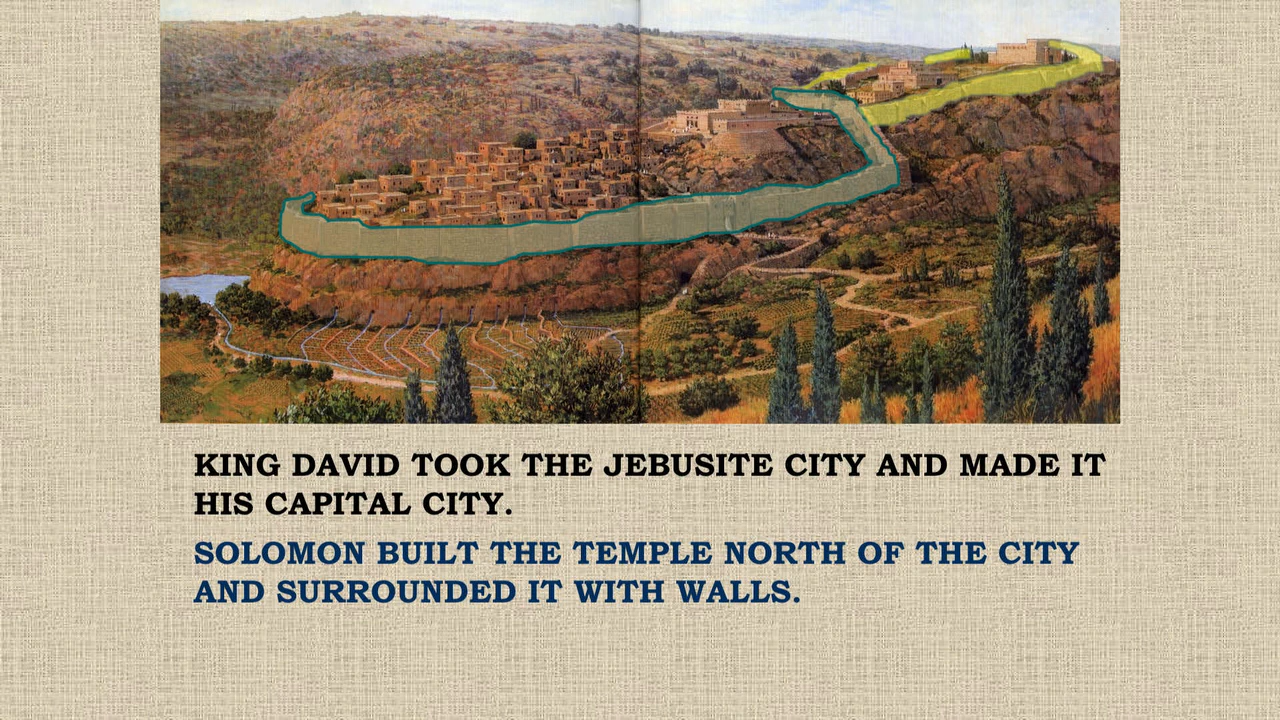 KING DAVID TOOK THE JEBUSITE CITY AND MADE IT
HIS CAPITAL CITY.
SOLOMON BUILT THE TEMPLE NORTH OF THE CITY
AND SURROUNDED IT WITH WALLS.